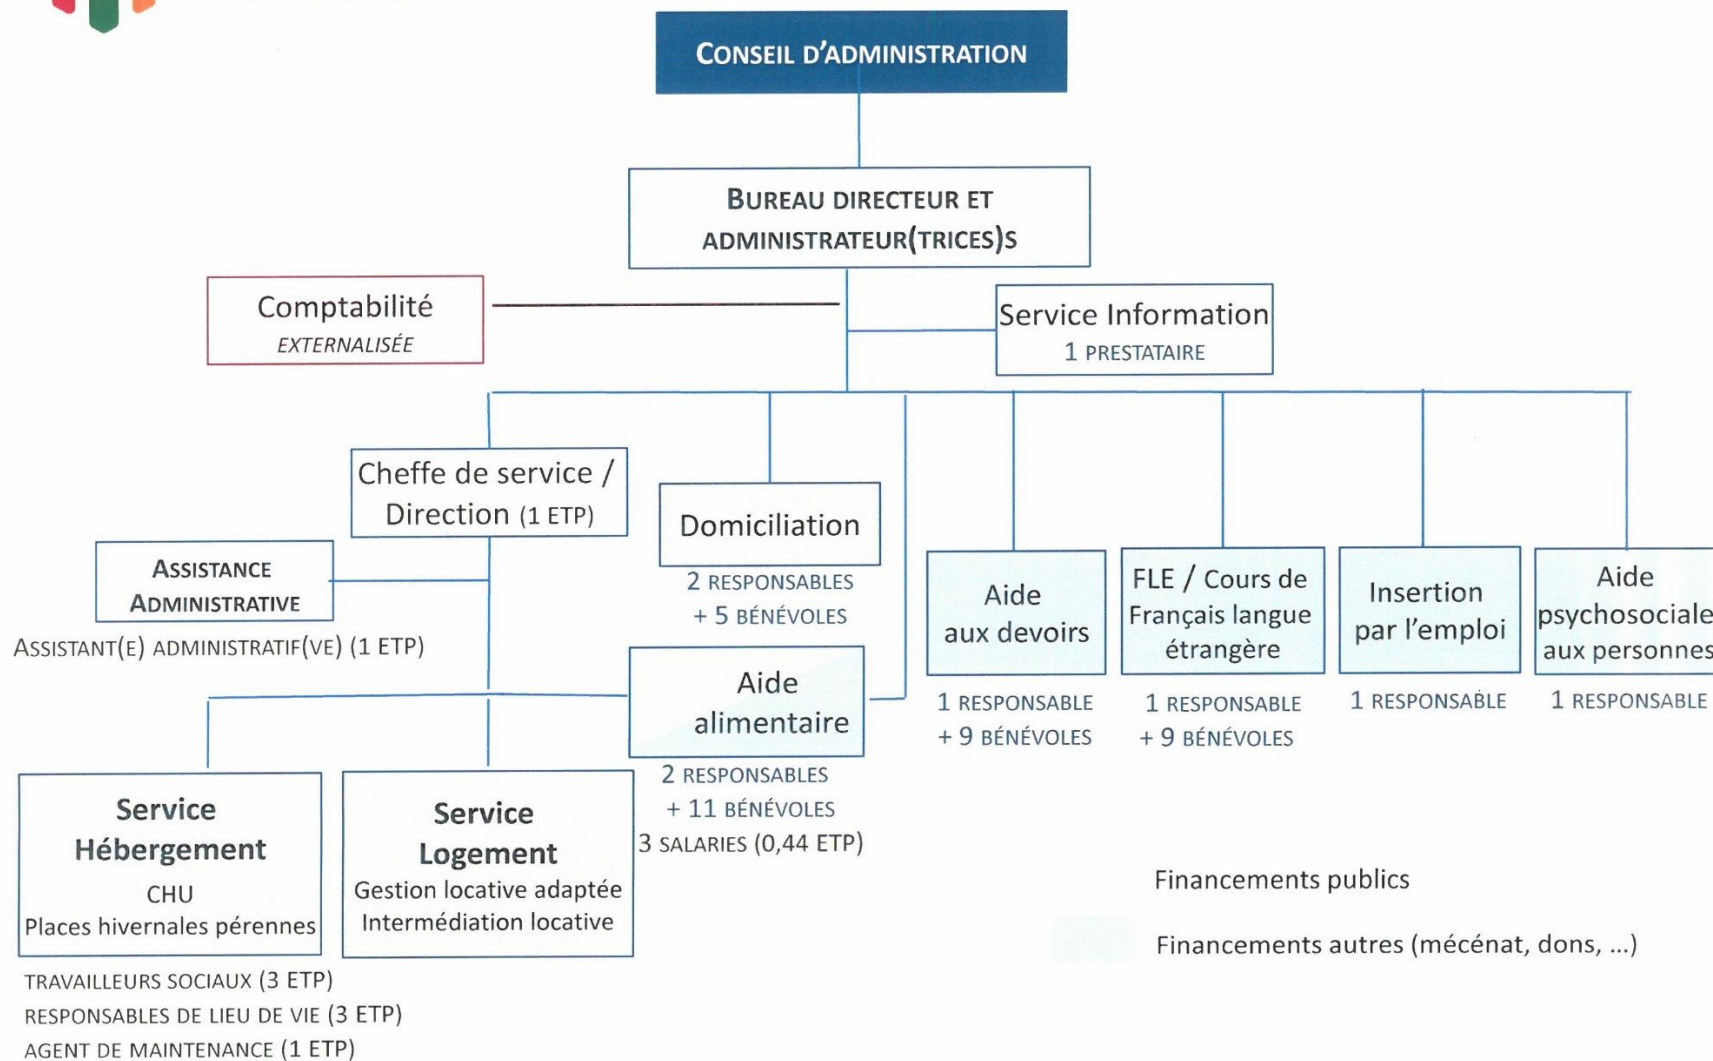 CONSEIL D'ADMINISTRATION
BUREAU DIRECTEUR ET
ADMINISTRATEUR(TRICES)S
Comptabilité
EXTERNALISÉE
Service Information
1 PRESTATAIRE
Cheffe de service /
Direction (1 ETP)
Domiciliation
2 RESPONSABLES
+ 5 BÉNÉVOLES
ASSISTANCE
ADMINISTRATIVE
ASSISTANT(E) ADMINISTRATIF(VE) (1 ETP)
Aide
alimentaire
2 RESPONSABLES
+ 11 BÉNÉVOLES
3 SALARIES (0,44 ETP)
Aide
aux devoirs
1 RESPONSABLE
+ 9 BÉNÉVOLES
FLE / Cours de
Français langue
étrangère
1 RESPONSABLE
+ 9 BÉNÉVOLES
Insertion
par l'emploi
1 RESPONSABLE
Aide
psychosociale
aux personnes
1 RESPONSABLE
Service
Hébergement
CHU
Places hivernales pérennes
TRAVAILLEURS SOCIAUX (3 ETP)
RESPONSABLES DE LIEU DE VIE (3 ETP)
AGENT DE MAINTENANCE (1 ETP)
Service
Logement
Gestion locative adaptée
Intermédiation locative
Financements publics
Financements autres (mécénat, dons, ...)